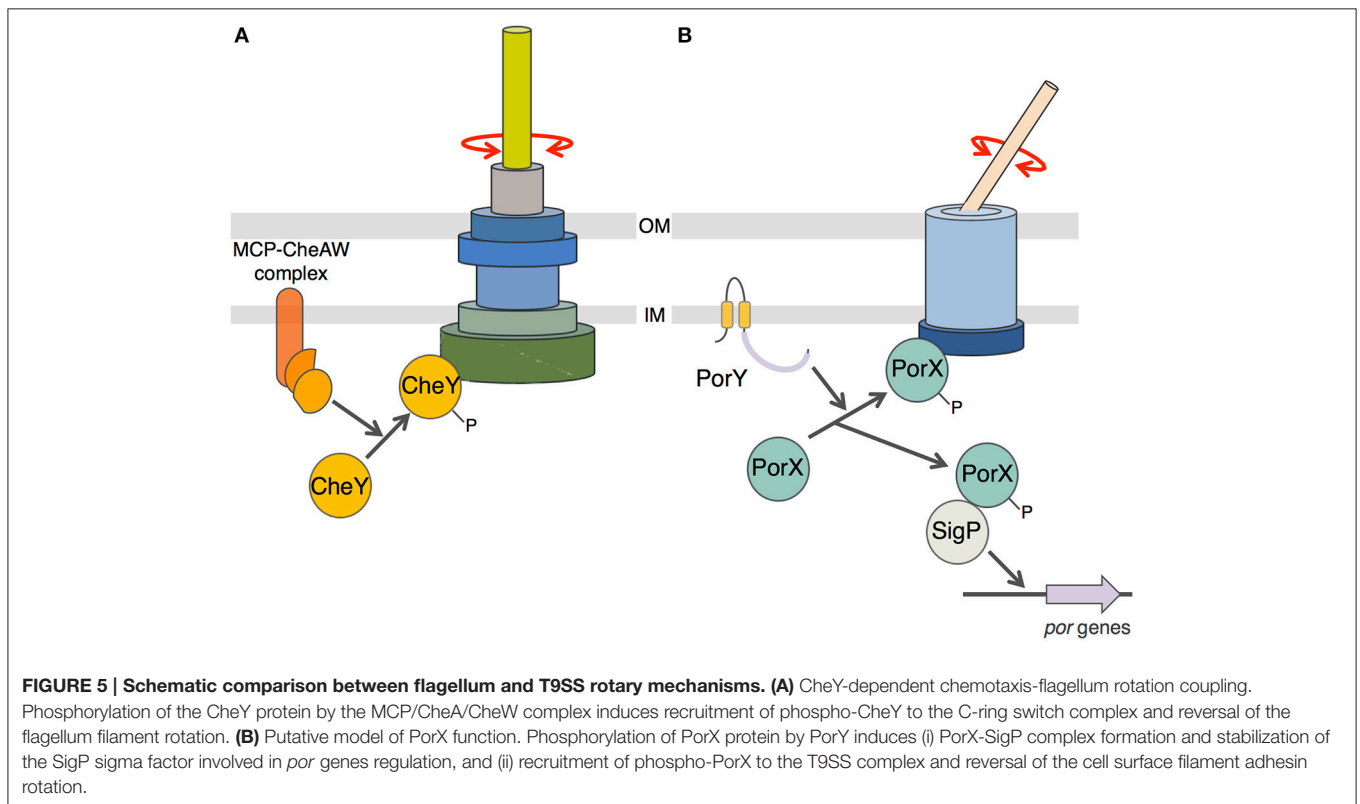 A
B
OM
MCP-CheAW
complex
IM
CheY
P
CheY
PorY
PorX
P
PorX
PorX
P
SigP
por genes
FIGURE 5 | Schematic comparison between flagellum and T9SS rotary mechanisms. (A) CheY-dependent chemotaxis-flagellum rotation coupling.
Phosphorylation of the CheY protein by the MCP/CheA/CheW complex induces recruitment of phospho-CheY to the C-ring switch complex and reversal of the
flagellum filament rotation. (B) Putative model of PorX function. Phosphorylation of PorX protein by PorY induces (i) PorX-SigP complex formation and stabilization of
the SigP sigma factor involved in por genes regulation, and (ii) recruitment of phospho-PorX to the T9SS complex and reversal of the cell surface filament adhesin
rotation.